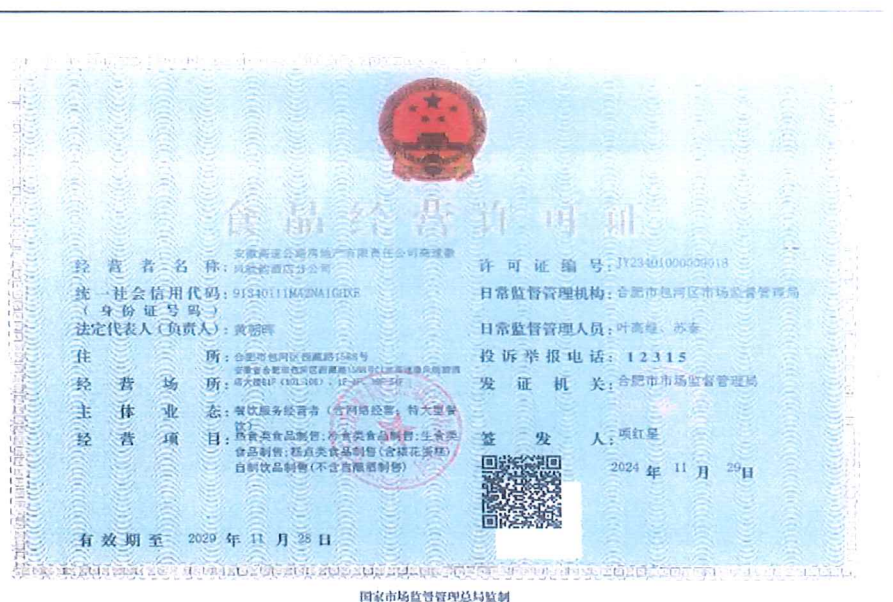 食品经营许可证
经营者名称：安徽高速公路房地产有限责任公司高速徽
酒店分公司
许可证编号：JY23401000009018
统一社会信用代码：91340111MA2NA1GHXF
（身份证号码）
日常监督管理机构：合肥市包河区市场监督管理局
法定代表人（负责人）：
日常监督管理人员：叶高
住所：合肥市包河区西藏路1588号
投诉举报电话：12315
经营场所：
发证机关：合肥市市场监督管理局
主体业态：餐饮服务经营者（含网络经营，特大型餐
饮）
经营项目：热食类食品制售；冷食类食品制售；生食类
食品制售；糕点类食品制售（含裱花蛋糕）
自制饮品制售（不含自酿酒制售）
签发人：项红星
2024年11月29日
有效期至 2029年11月28日
国家市场监督管理总局监制